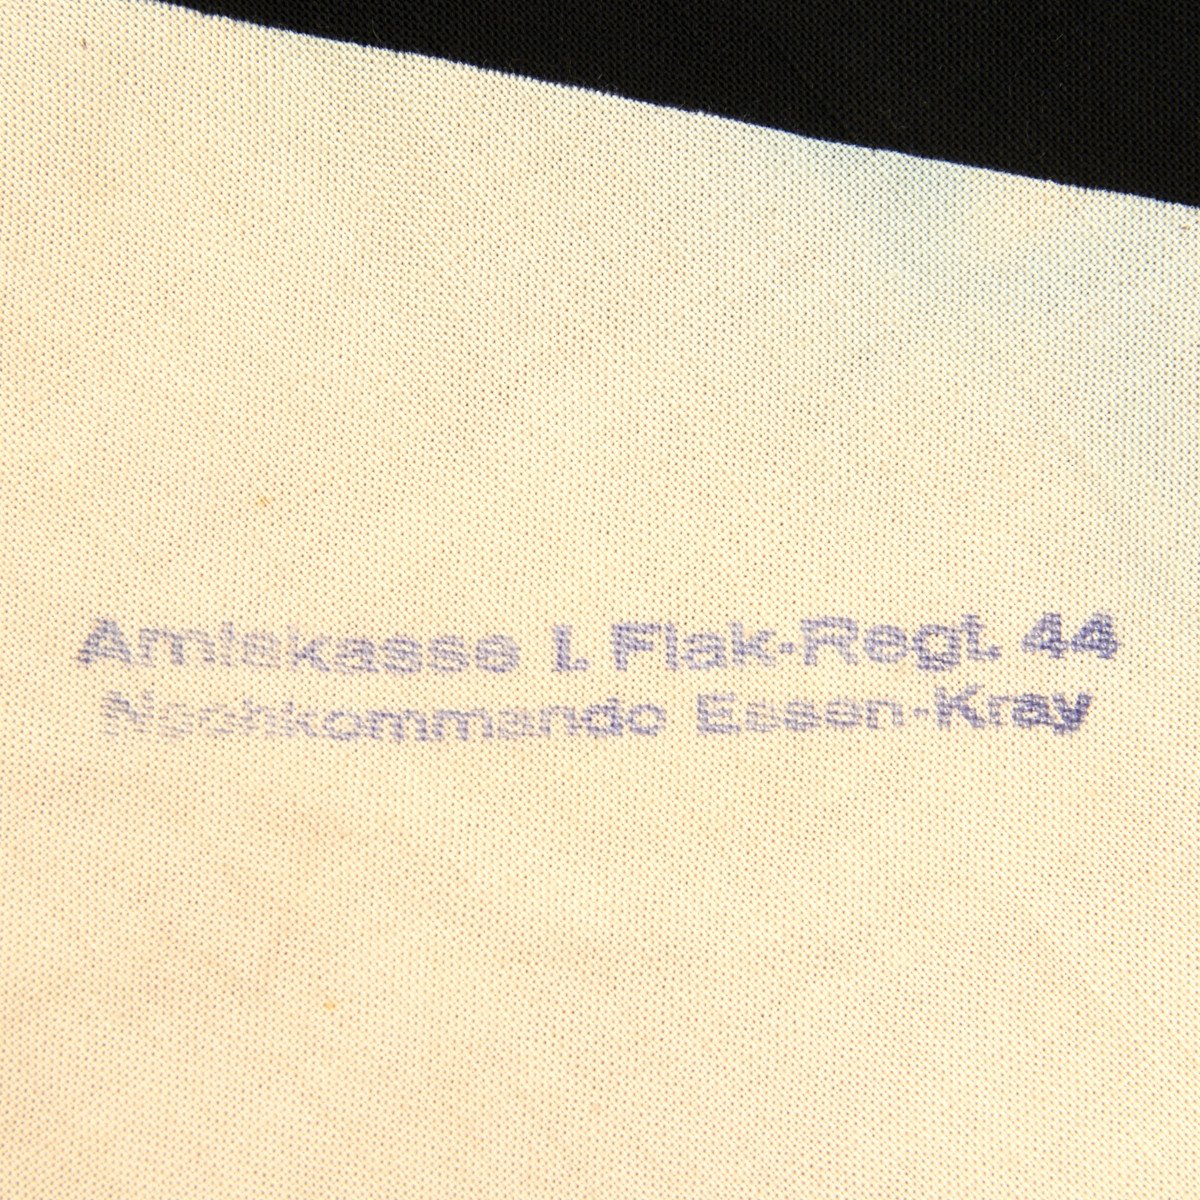 Amtskasse I. Flak-Regt. 44
Nachkommando Essen-Kray